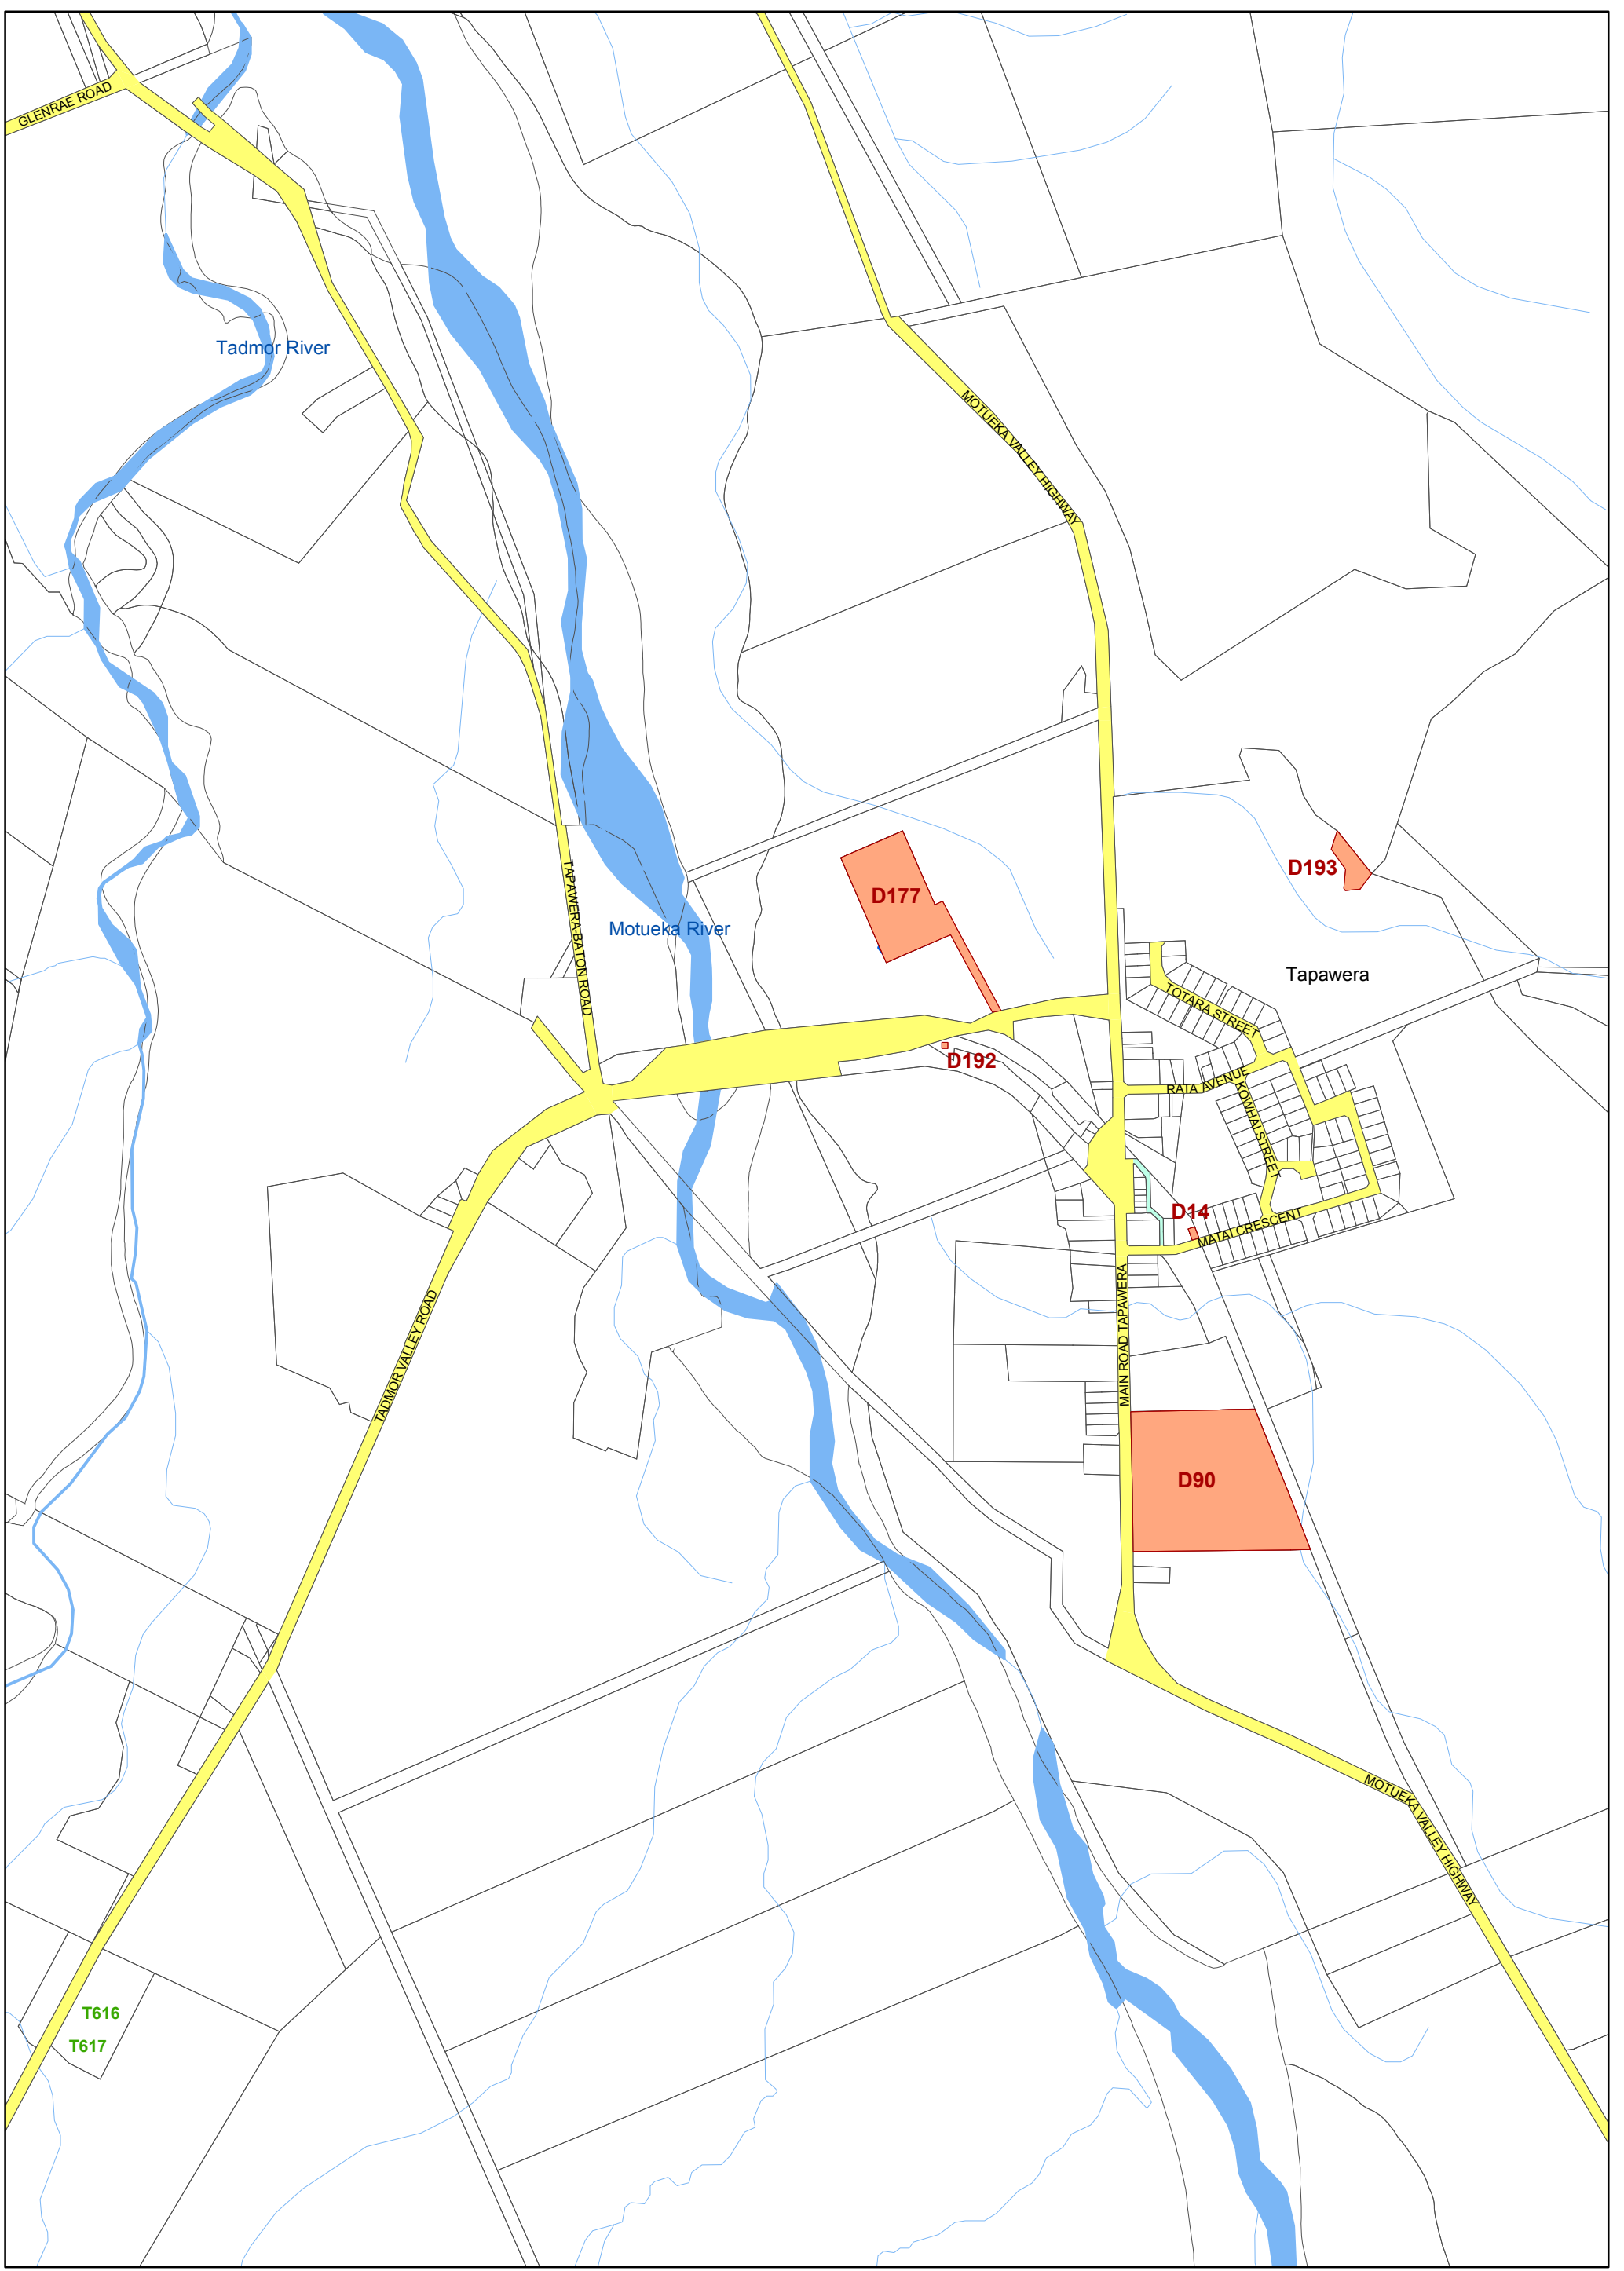 GLENRAE ROAD
Tadmor River
MOTUEKA VALLEY HIGHWAY
D193
D177
TAPAWERA-BATON ROAD
Motueka River
Tapawera
TOTARA STREET
D192
RATA AVENUE
KOWHAI STREET
D14
MATAI CRESCENT
MAIN ROAD TAPAWERA
TADMOR VALLEY ROAD
D90
MOTUEKA VALLEY HIGHWAY
T616
T617